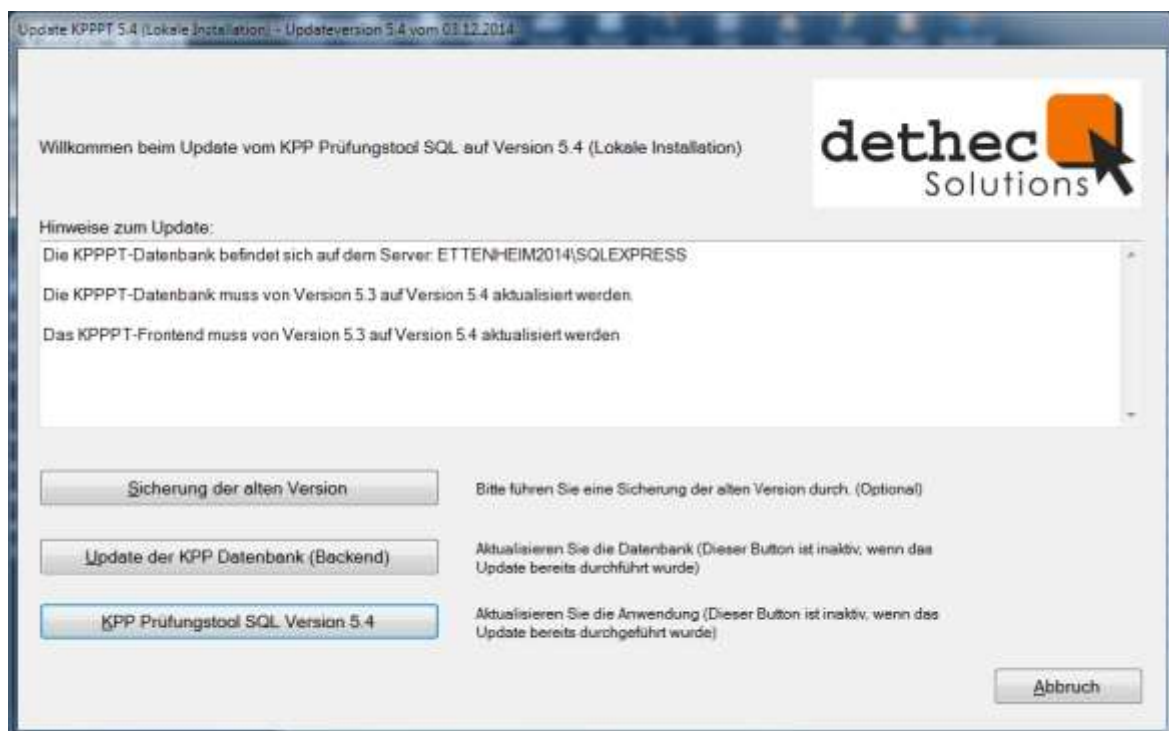 Update KPPPT 5.4 (Lokale Installation) - Updateversion 5.4 vom 03.12.2014
dethec
Solutions
Willkommen beim Update vom KPP Prüfungstool SQL auf Version 5.4 (Lokale Installation)
Hinweise zum Update:
Die KPPPT-Datenbank befindet sich auf dem Server: ETTENHEIM2014\SQLEXPRESS
Die KPPPT-Datenbank muss von Version 5.3 auf Version 5.4 aktualisiert werden.
Das KPPPT-Frontend muss von Version 5.3 auf Version 5.4 aktualisiert werden
Sicherung der alten Version
Bitte führen Sie eine Sicherung der alten Version durch. (Optional)
Update der KPP Datenbank (Backend)
Aktualisieren Sie die Datenbank (Dieser Button ist inaktiv, wenn das
Update bereits durchführt wurde)
KPP Prüfungstool SQL Version 5.4
Aktualisieren Sie die Anwendung (Dieser Button ist inaktiv, wenn das
Update bereits durchgeführt wurde)
Abbruch